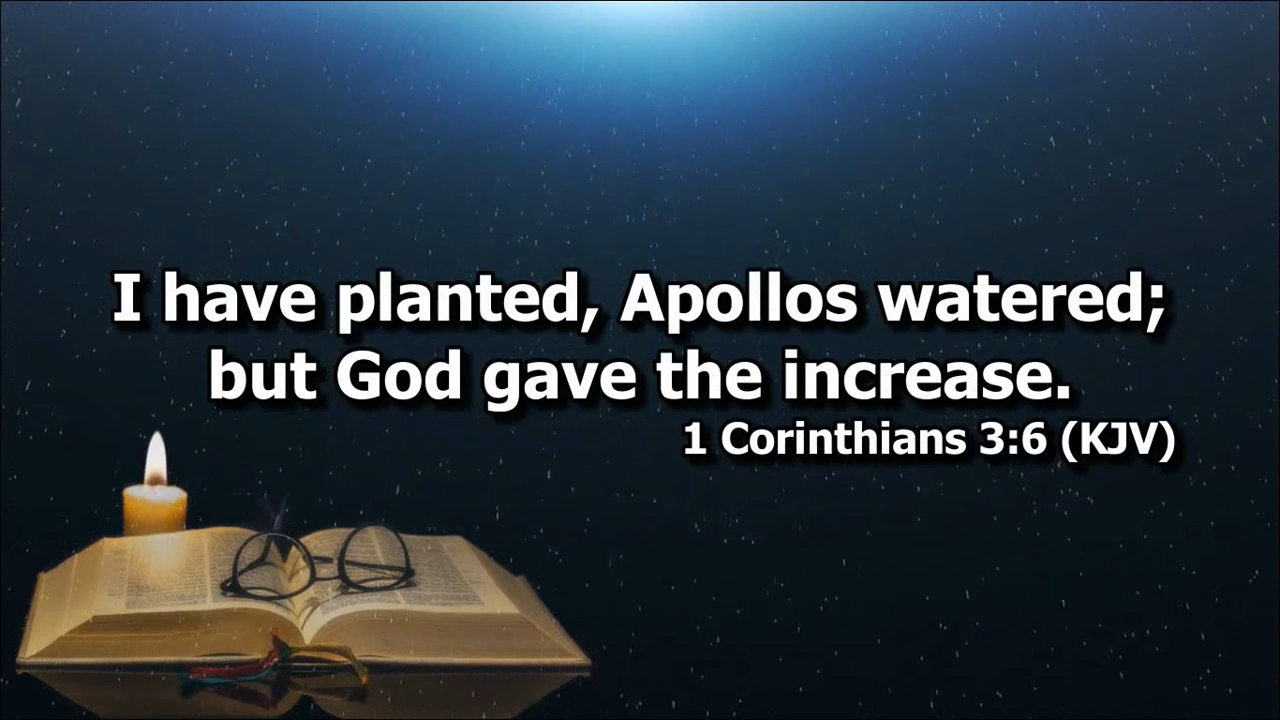 I have planted, Apollos watered;
but God gave the increase.
1 Corinthians 3:6 (KJV)